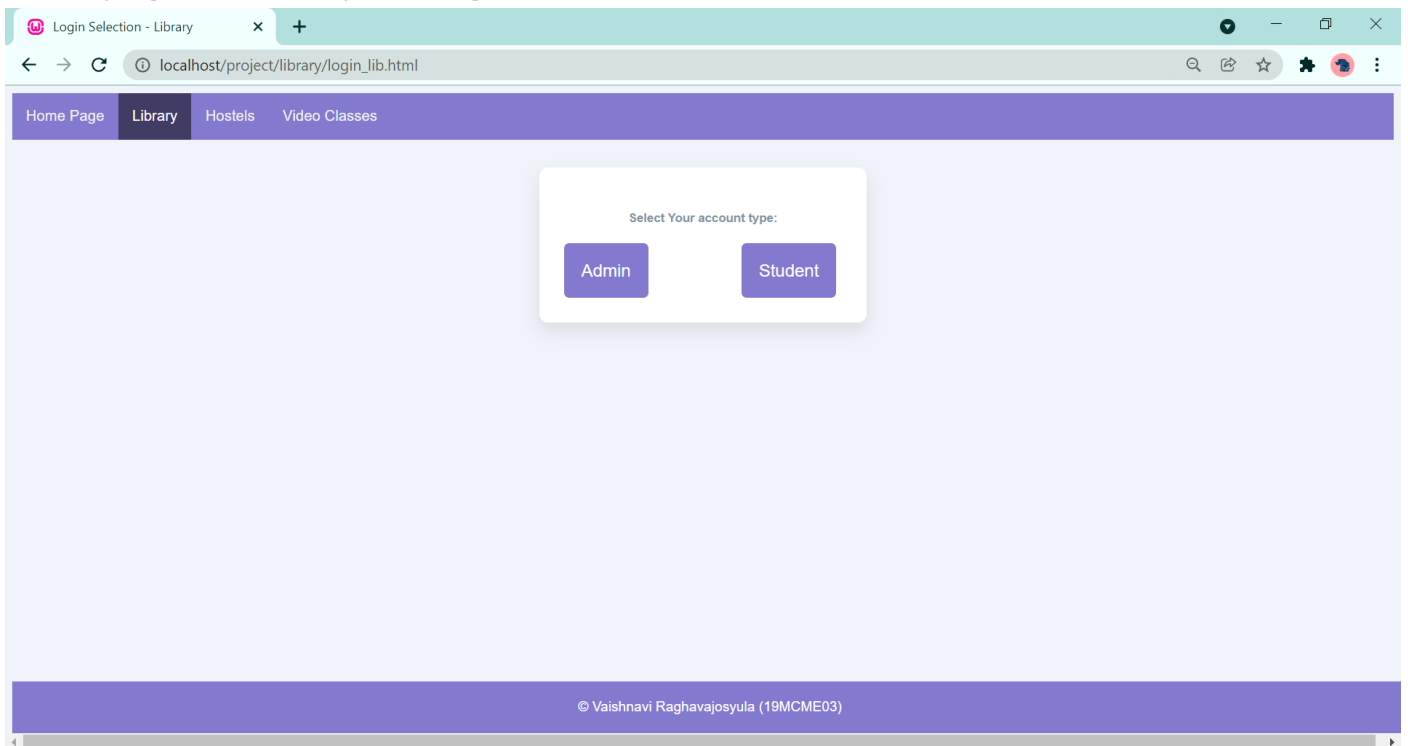 Login Selection - Library
localhost/project/library/login_lib.html
Home Page Library Hostels Video Classes
Select Your account type:
Admin Student
© Vaishnavi Raghavajosyula (19MCME03)